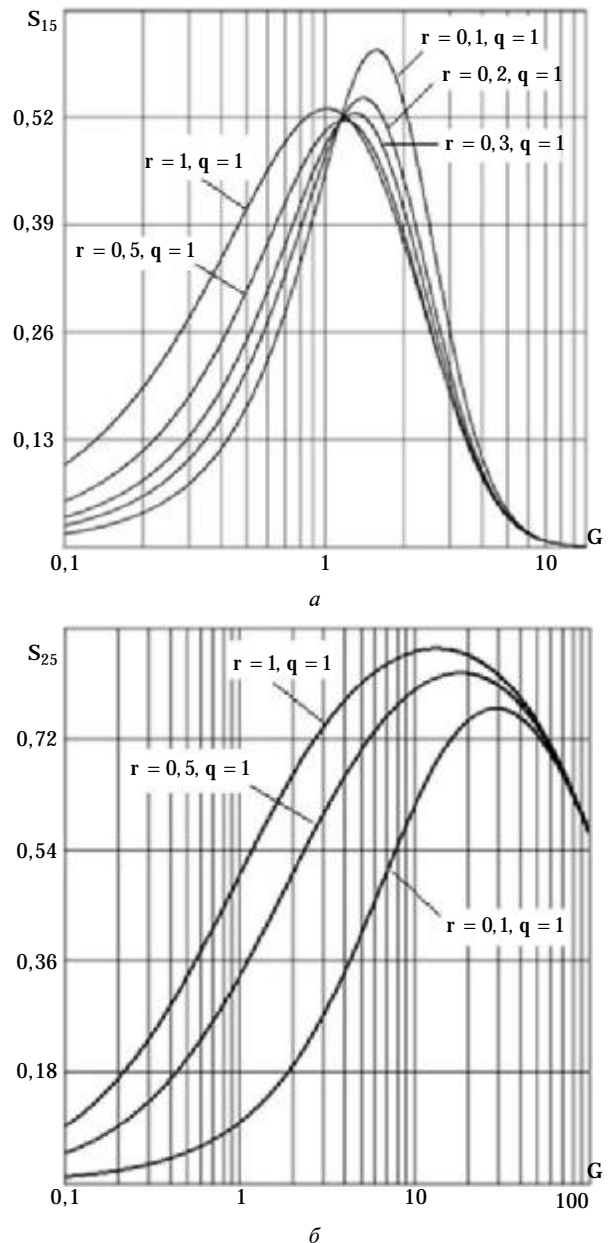 S15
r = 0,1, q = 1
r = 0,2, q = 1
0,52
r = 0,3, q = 1
r = 1, q = 1
0,39
r = 0,5, q = 1
0,26
0,13
0,1
1
10
G
а
S25
r = 1, q = 1
0,72
r = 0,5, q = 1
0,54
r = 0,1, q = 1
0,36
0,18
G
0,1
1
10
100
б